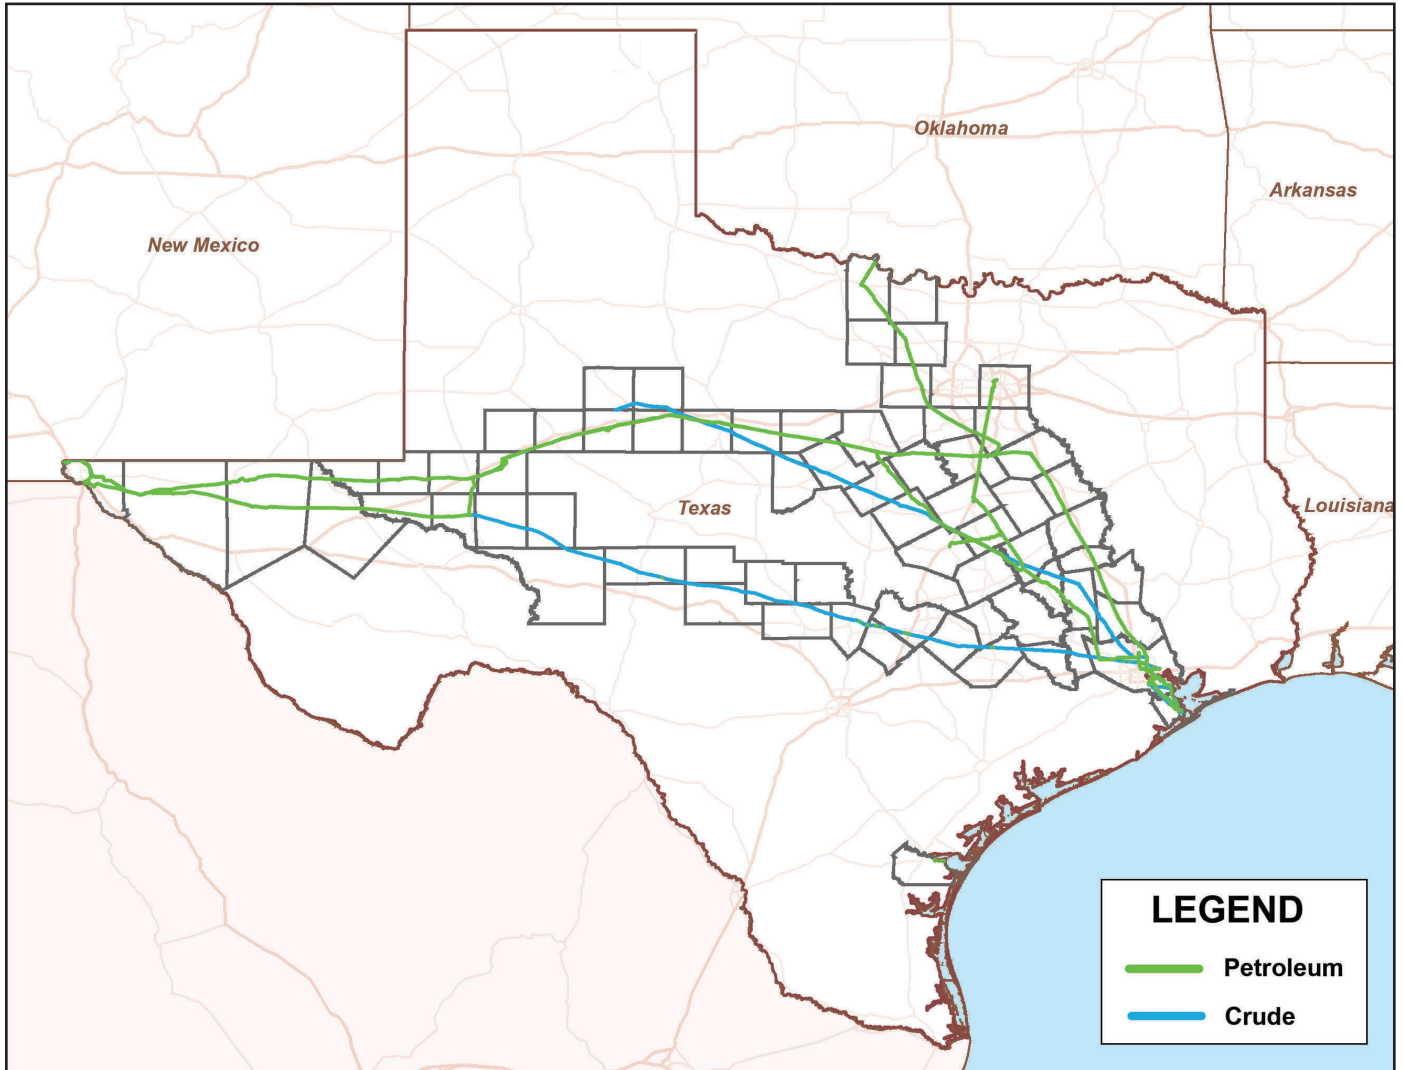 Oklahoma
Arkansas
New Mexico
Texas
Louisiana
LEGEND
Petroleum
Crude